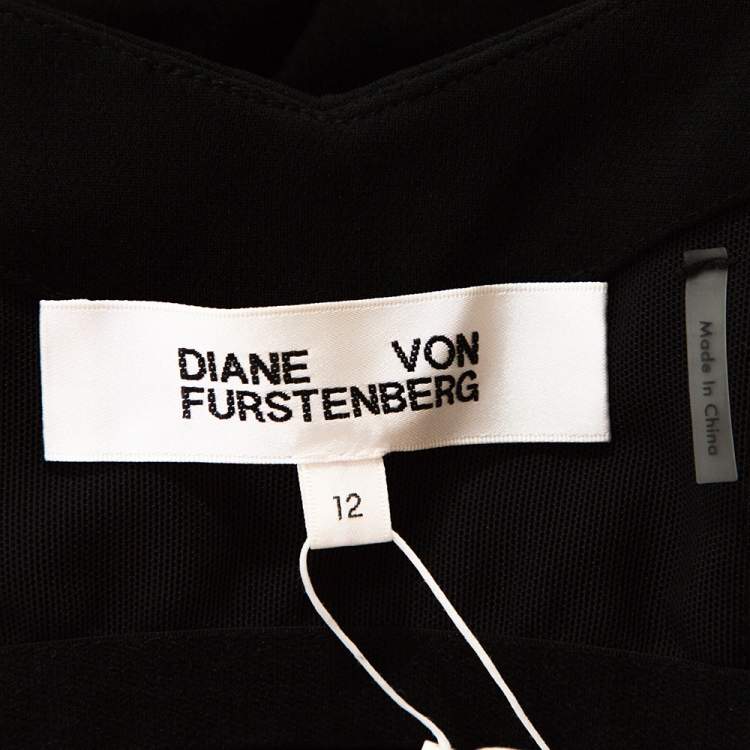 DIANE VON
FURSTENBERG
12
Made In China